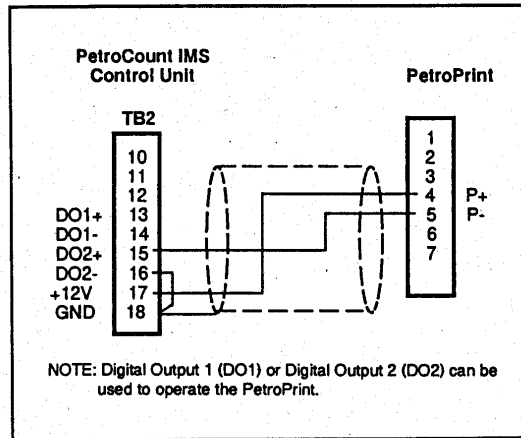 PetroCount IMS
Control Unit
PetroPrint
TB2
10
11
12
DO1+ 13
DO1- 14
DO2+ 15
DO2- 16
+12V 17
GND 18
1
2
3
4 P+
5 P-
6
7
NOTE: Digital Output 1 (DO1) or Digital Output 2 (DO2) can be
used to operate the PetroPrint.